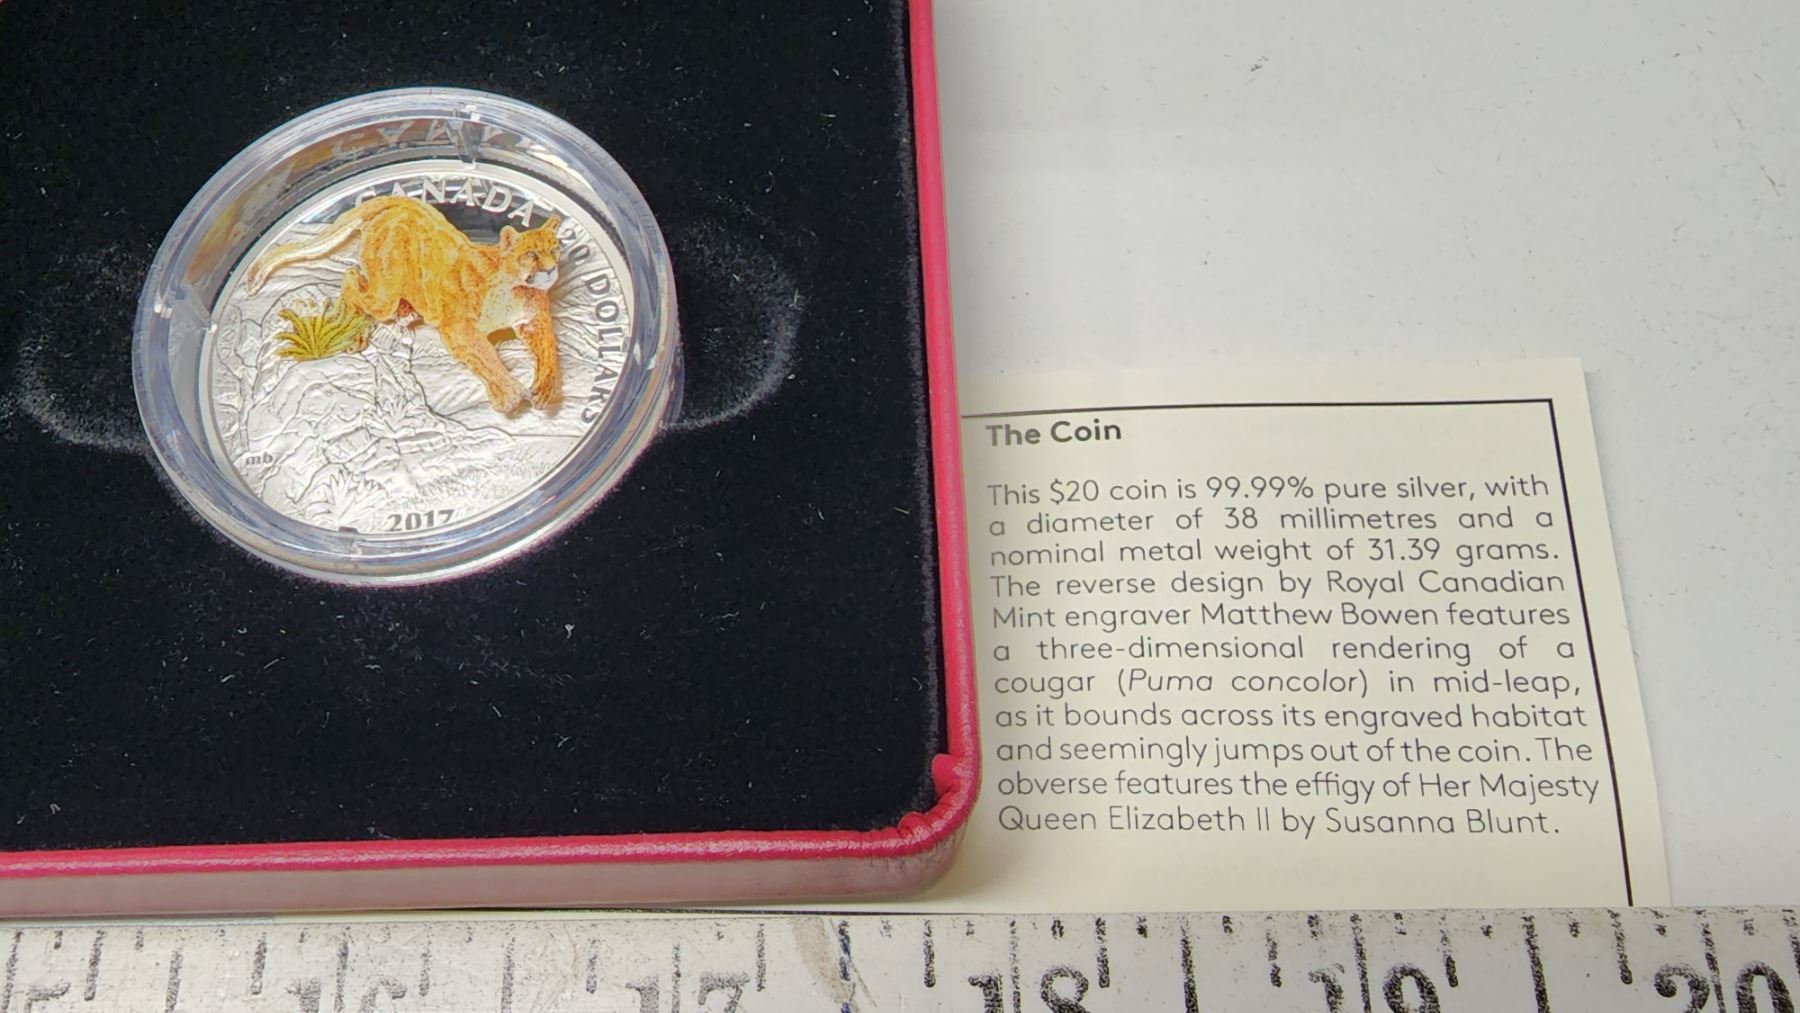 CANADA 20 DOLLARS
mb
2017
The Coin
This $20 coin is 99.99% pure silver, with
a diameter of 38 millimetres and a
nominal metal weight of 31.39 grams.
The reverse design by Royal Canadian
Mint engraver Matthew Bowen features
a three-dimensional rendering of a
cougar (Puma concolor) in mid-leap,
as it bounds across its engraved habitat
and seemingly jumps out of the coin. The
obverse features the effigy of Her Majesty
Queen Elizabeth II by Susanna Blunt.
5 16 17 18 19 20